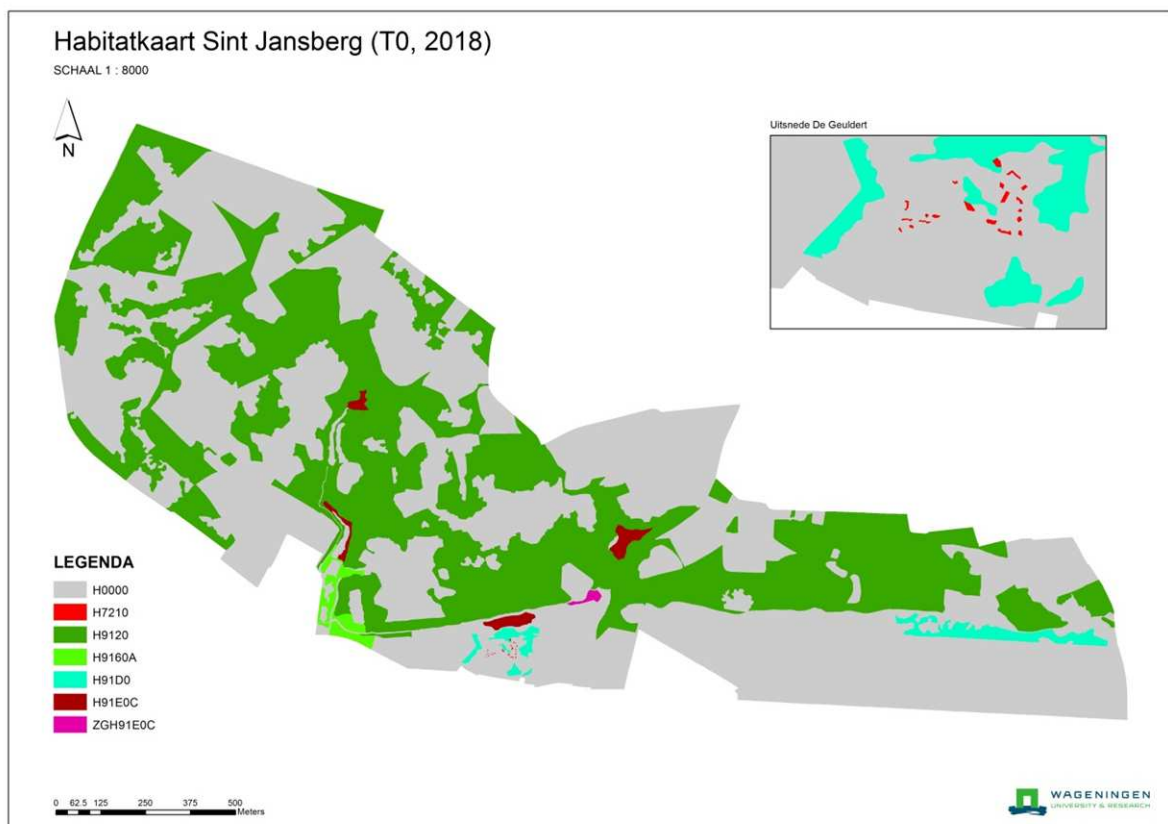 Habitatkaart Sint Jansberg (T0, 2018)
SCHAAL 1 : 8000
N
Uitsnede De Geuldert
LEGENDA
H0000
H7210
H9120
H9160A
H91D0
H91E0C
ZGH91E0C
0 62.5 125 250 375 500
Meters
WAGENINGEN
UNIVERSITY & RESEARCH